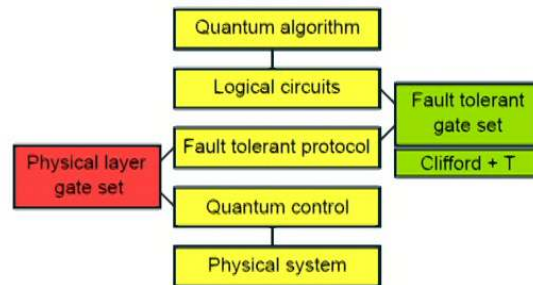 Quantum algorithm
Logical circuits
Fault tolerant
gate set
Fault tolerant protocol
Clifford + T
Physical layer
gate set
Quantum control
Physical system